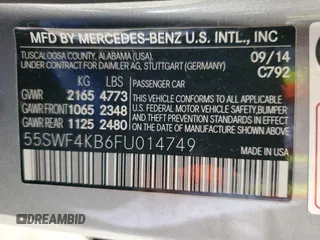 MFD BY MERCEDES-BENZ U.S. INTL., INC
TUSCALOOSA COUNTY, ALABAMA (USA) 09/14
UNDER CONTRACT FOR DAIMLER AG, STUTTGART (GERMANY) C792
KG LBS PASSENGER CAR
GVWR 2165 4773
GAWR FRONT 1065 2348
GAWR REAR 1125 2480
THIS VEHICLE CONFORMS TO ALL APPLICABLE U.S. FEDERAL MOTOR VEHICLE SAFETY, BUMPER, AND THEFT PREVENTION STANDARDS IN EFFECT ON THE DATE OF MANUFACTURE SHOWN ABOVE.
55SWF4KB6FU014749
MADE IN USA
DREAMBID